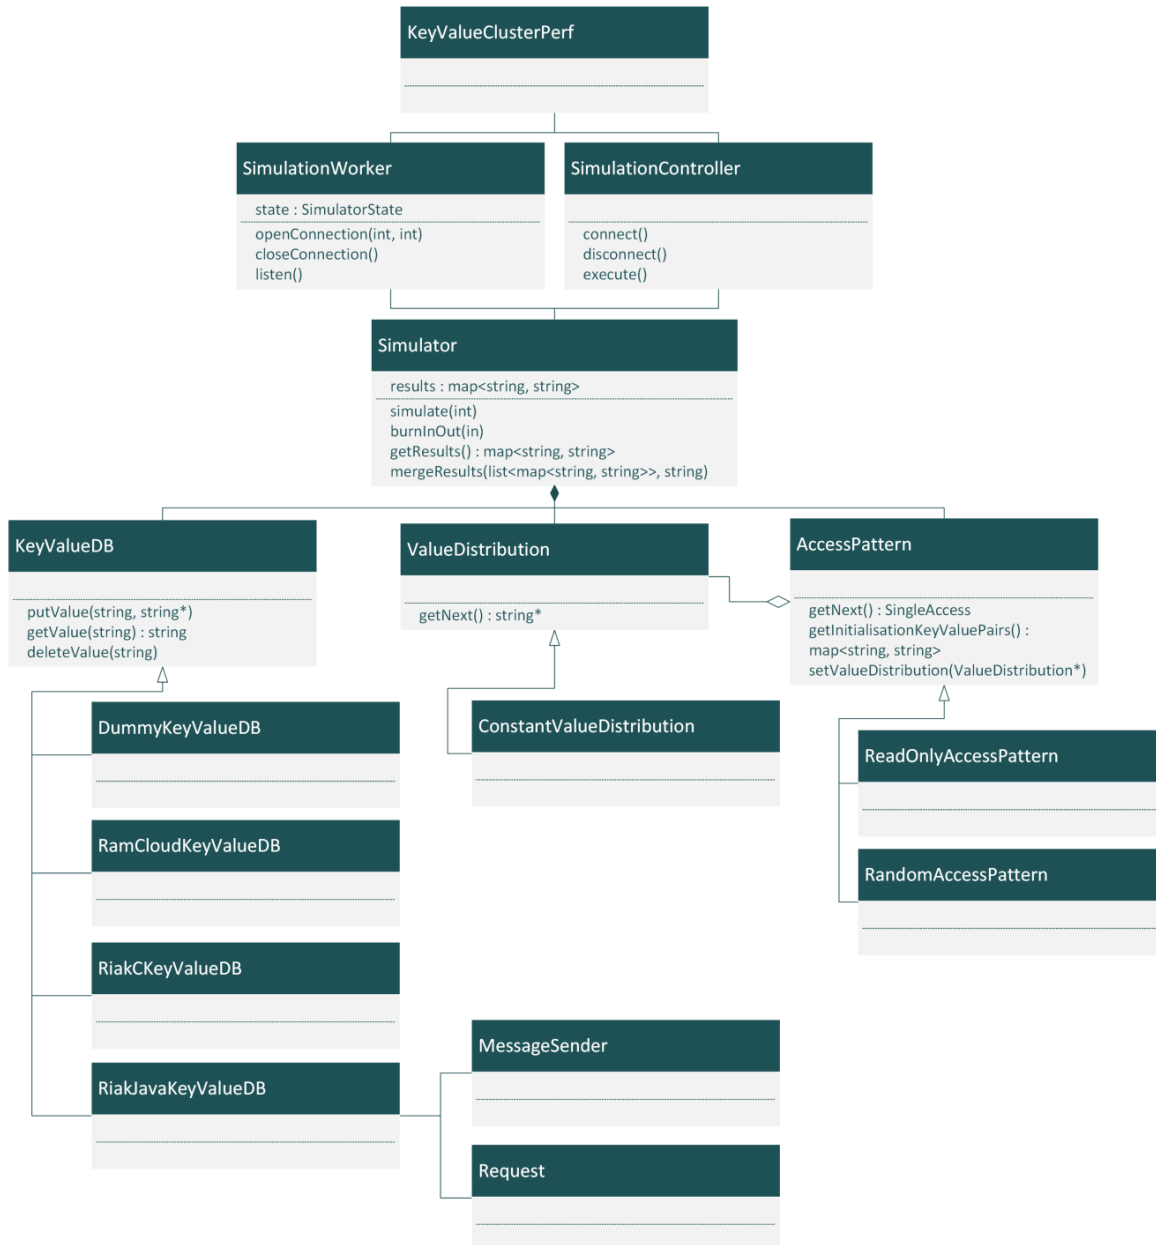 KeyValueClusterPerf
SimulationWorker
state : SimulatorState
openConnection(int, int)
closeConnection()
listen()
SimulationController
connect()
disconnect()
execute()
Simulator
results : map<string, string>
simulate(int)
burnInOut(in)
getResults() : map<string, string>
mergeResults(list<map<string, string>>, string)
KeyValueDB
putValue(string, string*)
getValue(string) : string
deleteValue(string)
ValueDistribution
getNext() : string*
AccessPattern
getNext() : SingleAccess
getInitialisationKeyValuePairs() :
map<string, string>
setValueDistribution(ValueDistribution*)
DummyKeyValueDB
ConstantValueDistribution
ReadOnlyAccessPattern
RamCloudKeyValueDB
RandomAccessPattern
RiakCKeyValueDB
MessageSender
RiakJavaKeyValueDB
Request